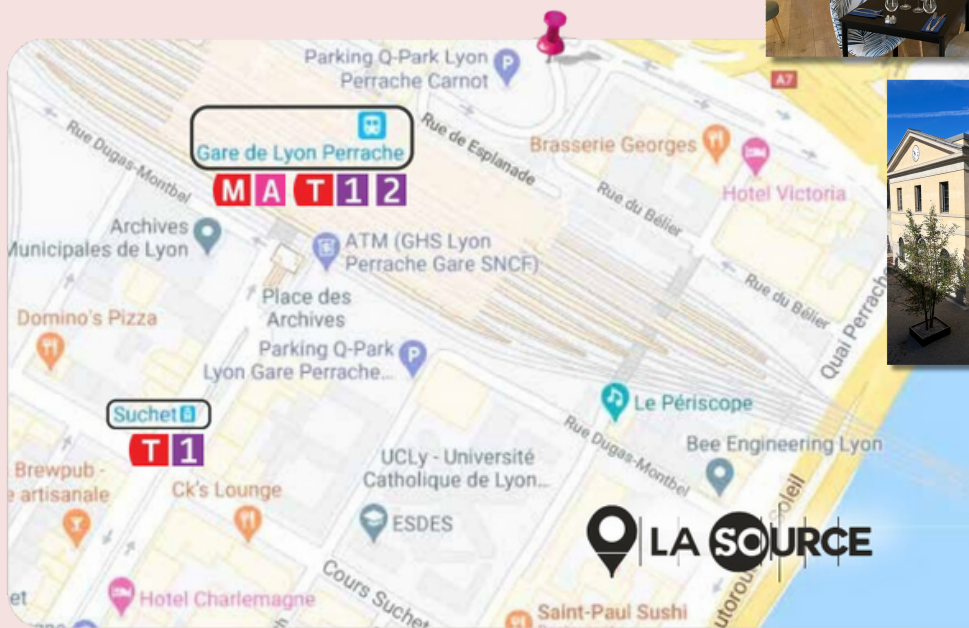 Parking Q-Park Lyon
Perrache Carnot
P
A7
Rue Dugas-Montbel
Gare de Lyon Perrache
M A T 1 2
Rue de Esplanade
Brasserie Georges
Hotel Victoria
Rue du Bélier
Archives
Municipales de Lyon
ATM (GHS Lyon
Perrache Gare SNCF)
Rue du Bélier
Quai Perrache
Place des
Archives
Domino's Pizza
Parking Q-Park
Lyon Gare Perrache...
P
Suchet
T 1
Le Périscope
Rue Dugas-Montbel
Bee Engineering Lyon
UCLy - Université
Catholique de Lyon...
Brewpub -
e artisanale
Ck's Lounge
ESDES
LA SOURCE
oleil
utorou
Cours Suchet
et
Hotel Charlemagne
Saint-Paul Sushi